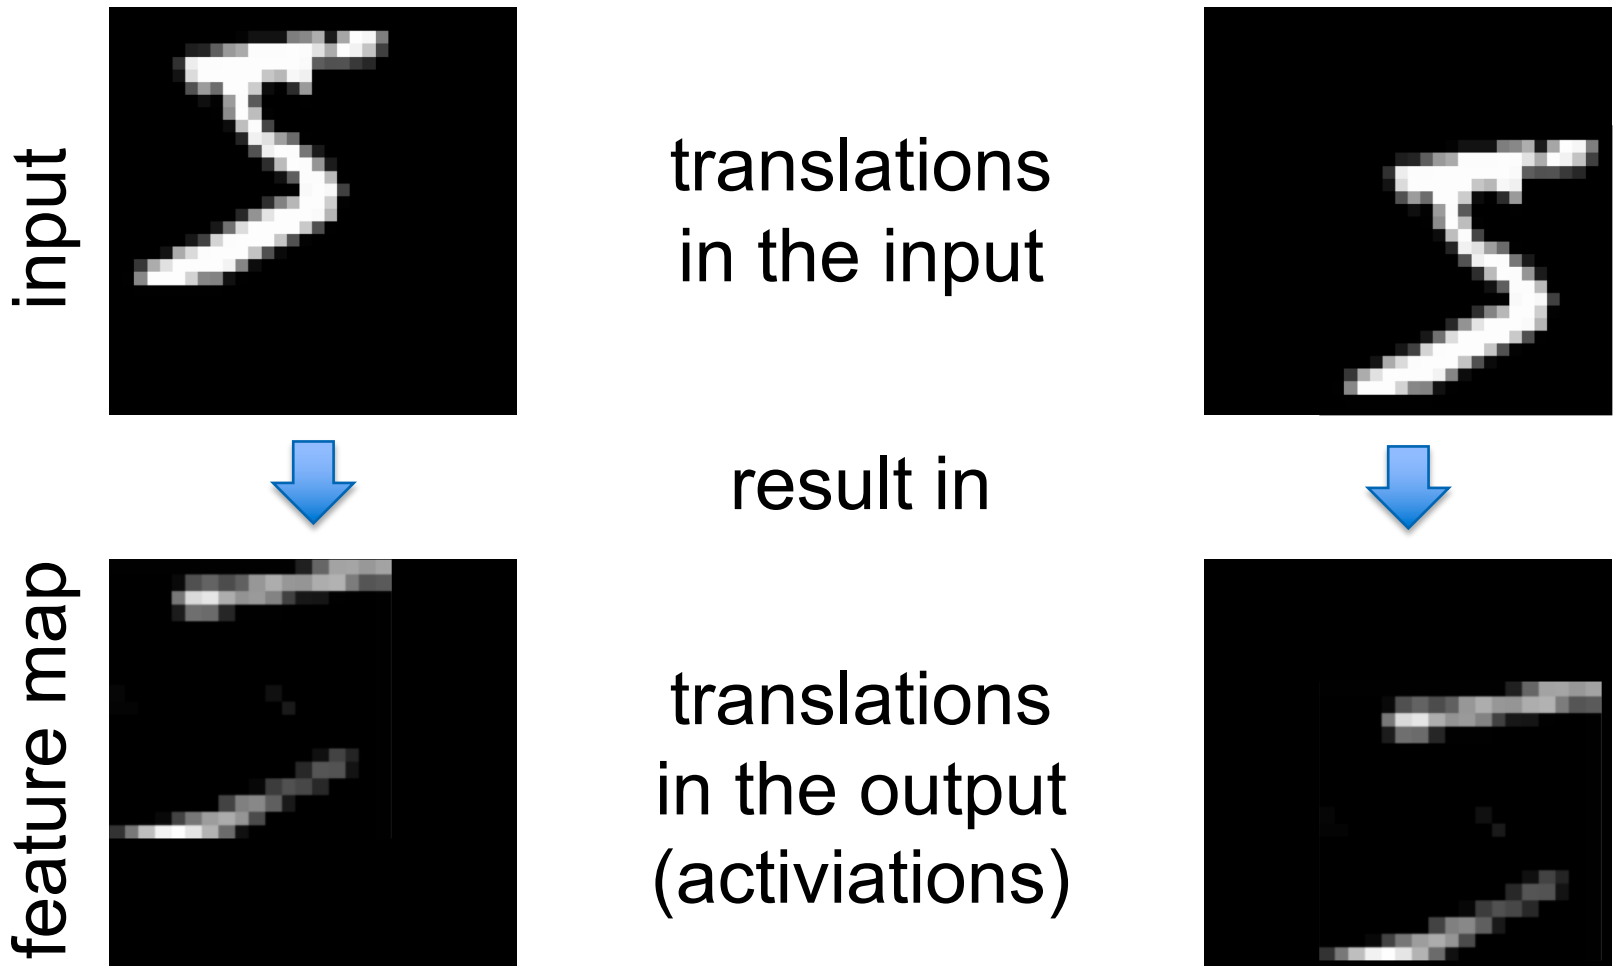 input
translations
in the input
result in
feature map
translations
in the output
(activiations)